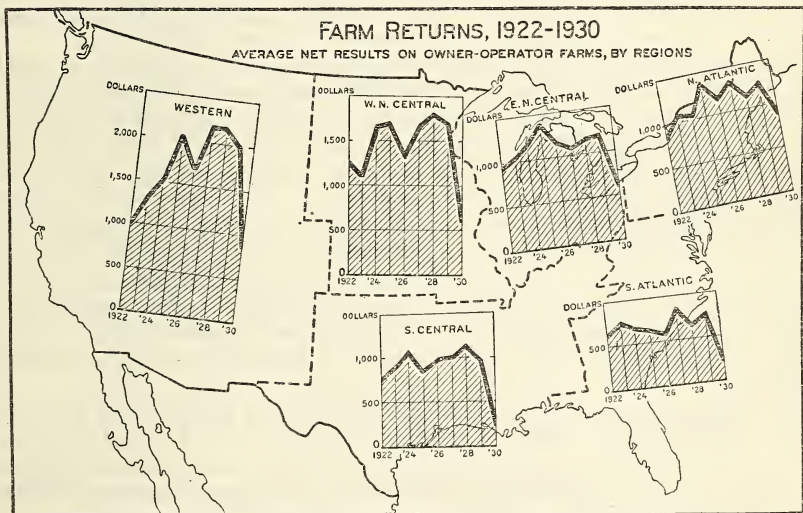 FARM RETURNS, 1922-1930
AVERAGE NET RESULTS ON OWNER-OPERATOR FARMS, BY REGIONS
DOLLARS
WESTERN
2,000
1,500
1,000
500
0
1922 '24 '26 '28 '30
DOLLARS
W. N. CENTRAL
1,500
1,000
500
0
1922 '24 '26 '28 '30
DOLLARS
E. N. CENTRAL
1,000
500
0
1922 '24 '26 '28 '30
DOLLARS
N. ATLANTIC
1,000
500
0
1922 '24 '26 '28 '30
DOLLARS
S. CENTRAL
1,000
500
0
1922 '24 '26 '28 '30
DOLLARS
S. ATLANTIC
500
0
1922 '24 '26 '28 '30